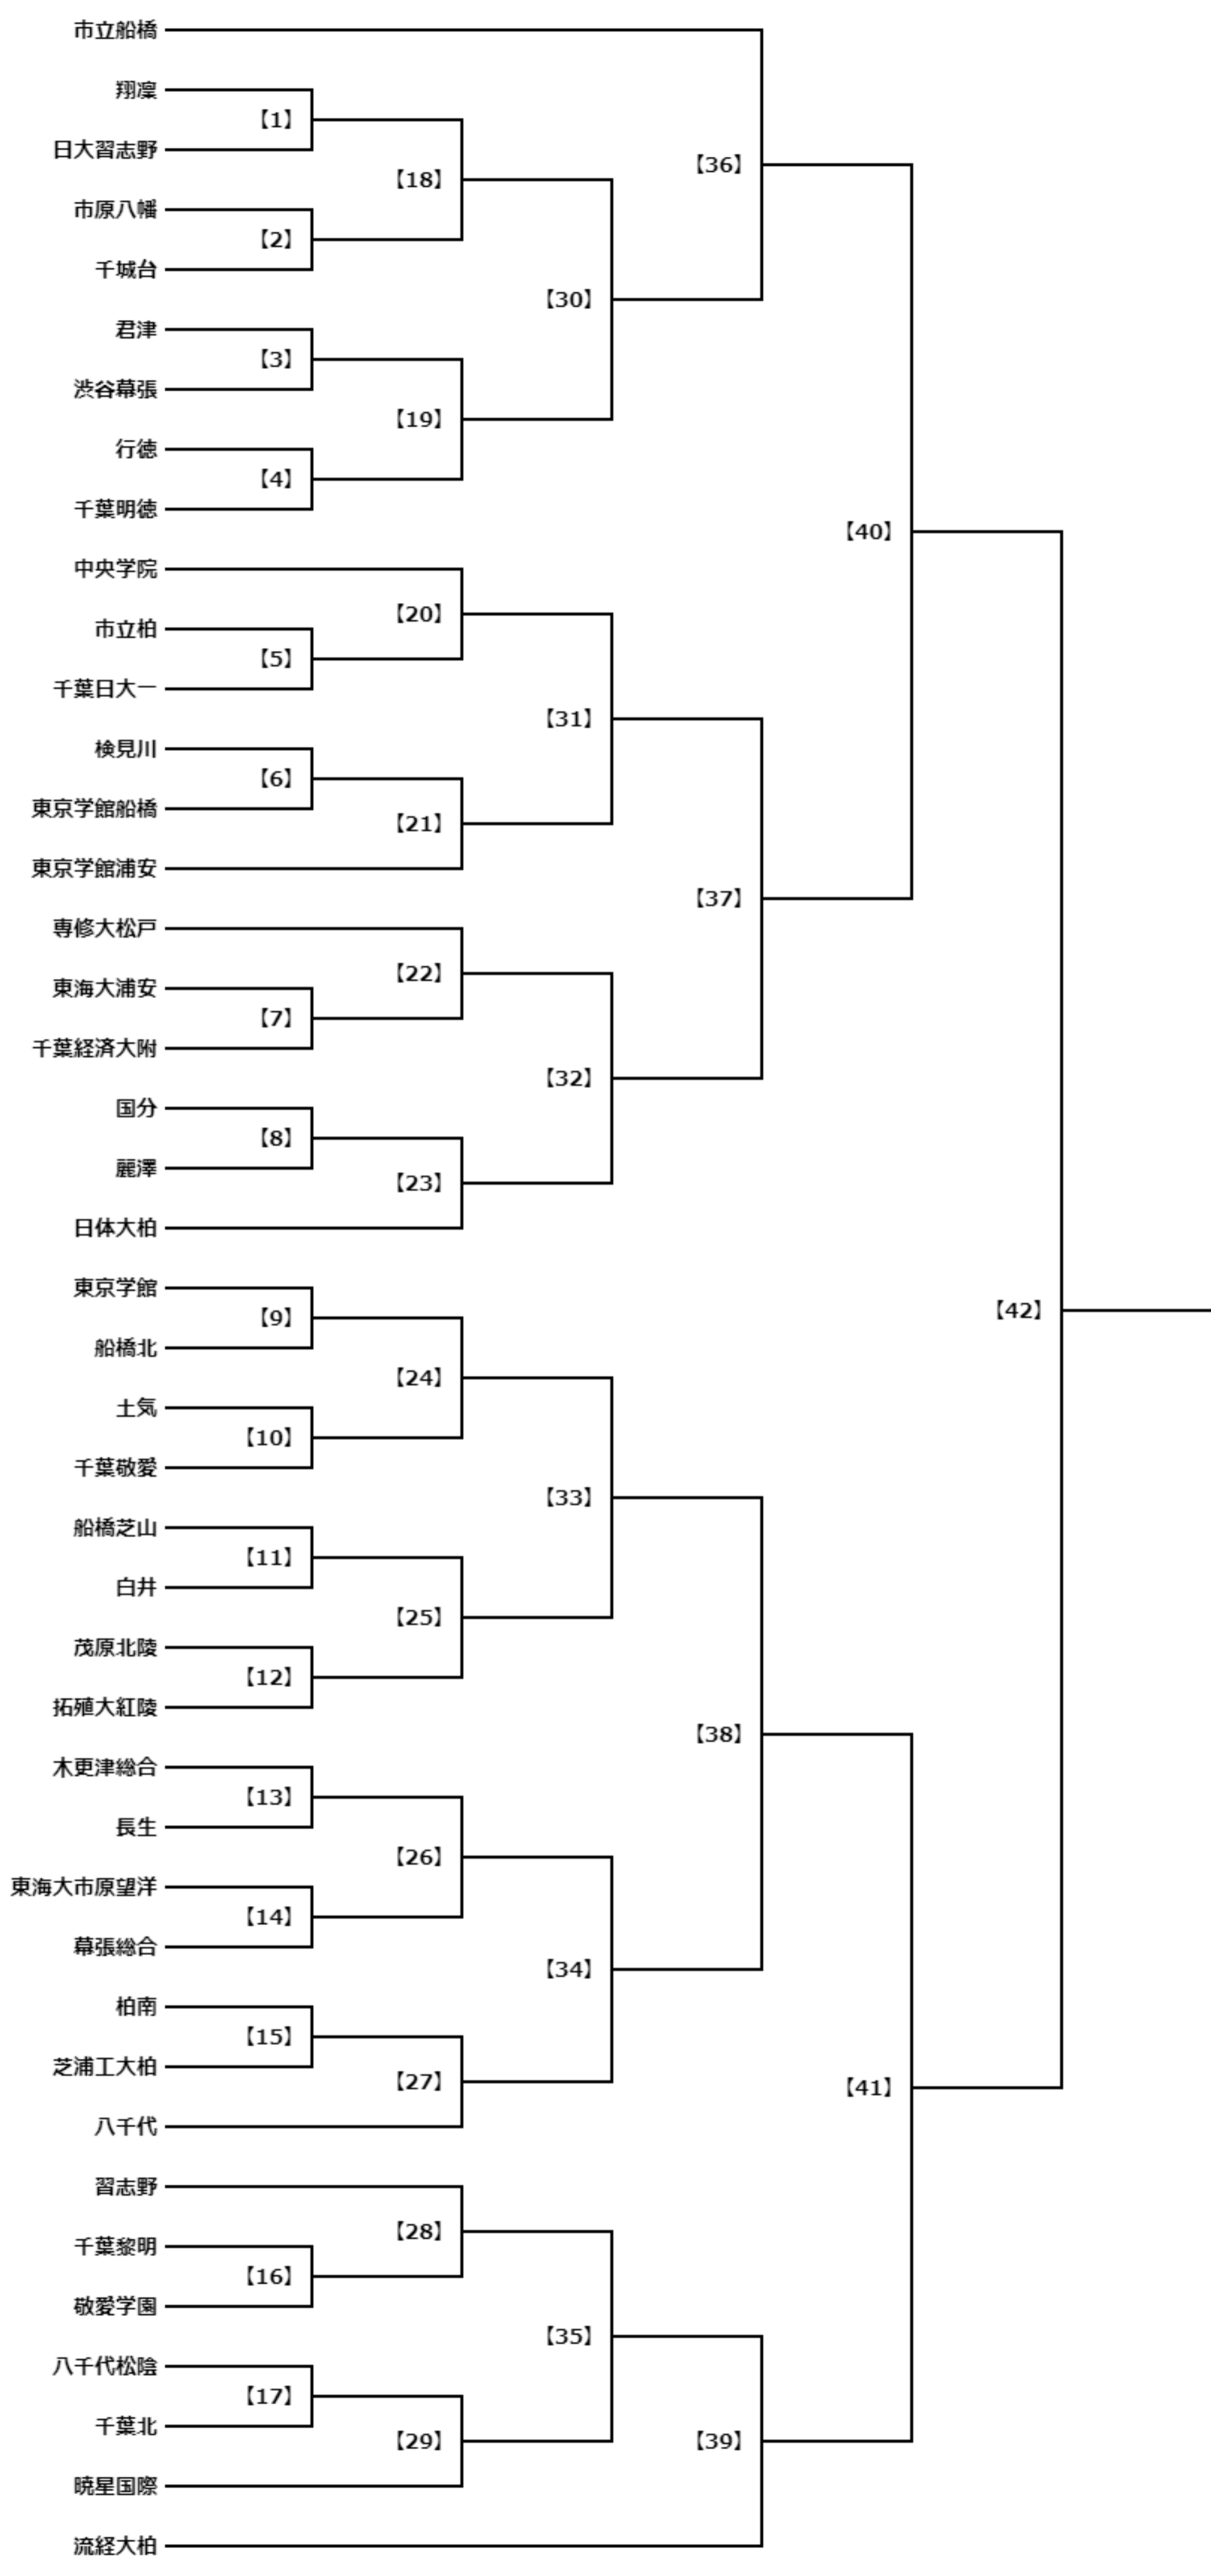 市立船橋
翔凜
【1】
日大習志野
【36】
【18】
市原八幡
【2】
千城台
【30】
君津
【3】
渋谷幕張
【19】
行徳
【4】
千葉明徳
【40】
中央学院
【20】
市立柏
【5】
千葉日大一
【31】
検見川
【6】
東京学館船橋
【21】
東京学館浦安
【37】
専修大松戸
【22】
東海大浦安
【7】
千葉経済大附
【32】
国分
【8】
麗澤
【23】
日体大柏
東京学館
【42】
【9】
船橋北
【24】
土気
【10】
千葉敬愛
【33】
船橋芝山
【11】
白井
【25】
茂原北陵
【12】
拓殖大紅陵
【38】
木更津総合
【13】
長生
【26】
東海大市原望洋
【14】
幕張総合
【34】
柏南
【15】
芝浦工大柏
【27】
【41】
八千代
習志野
【28】
千葉黎明
【16】
敬愛学園
【35】
八千代松陰
【17】
千葉北
【29】
【39】
暁星国際
流経大柏